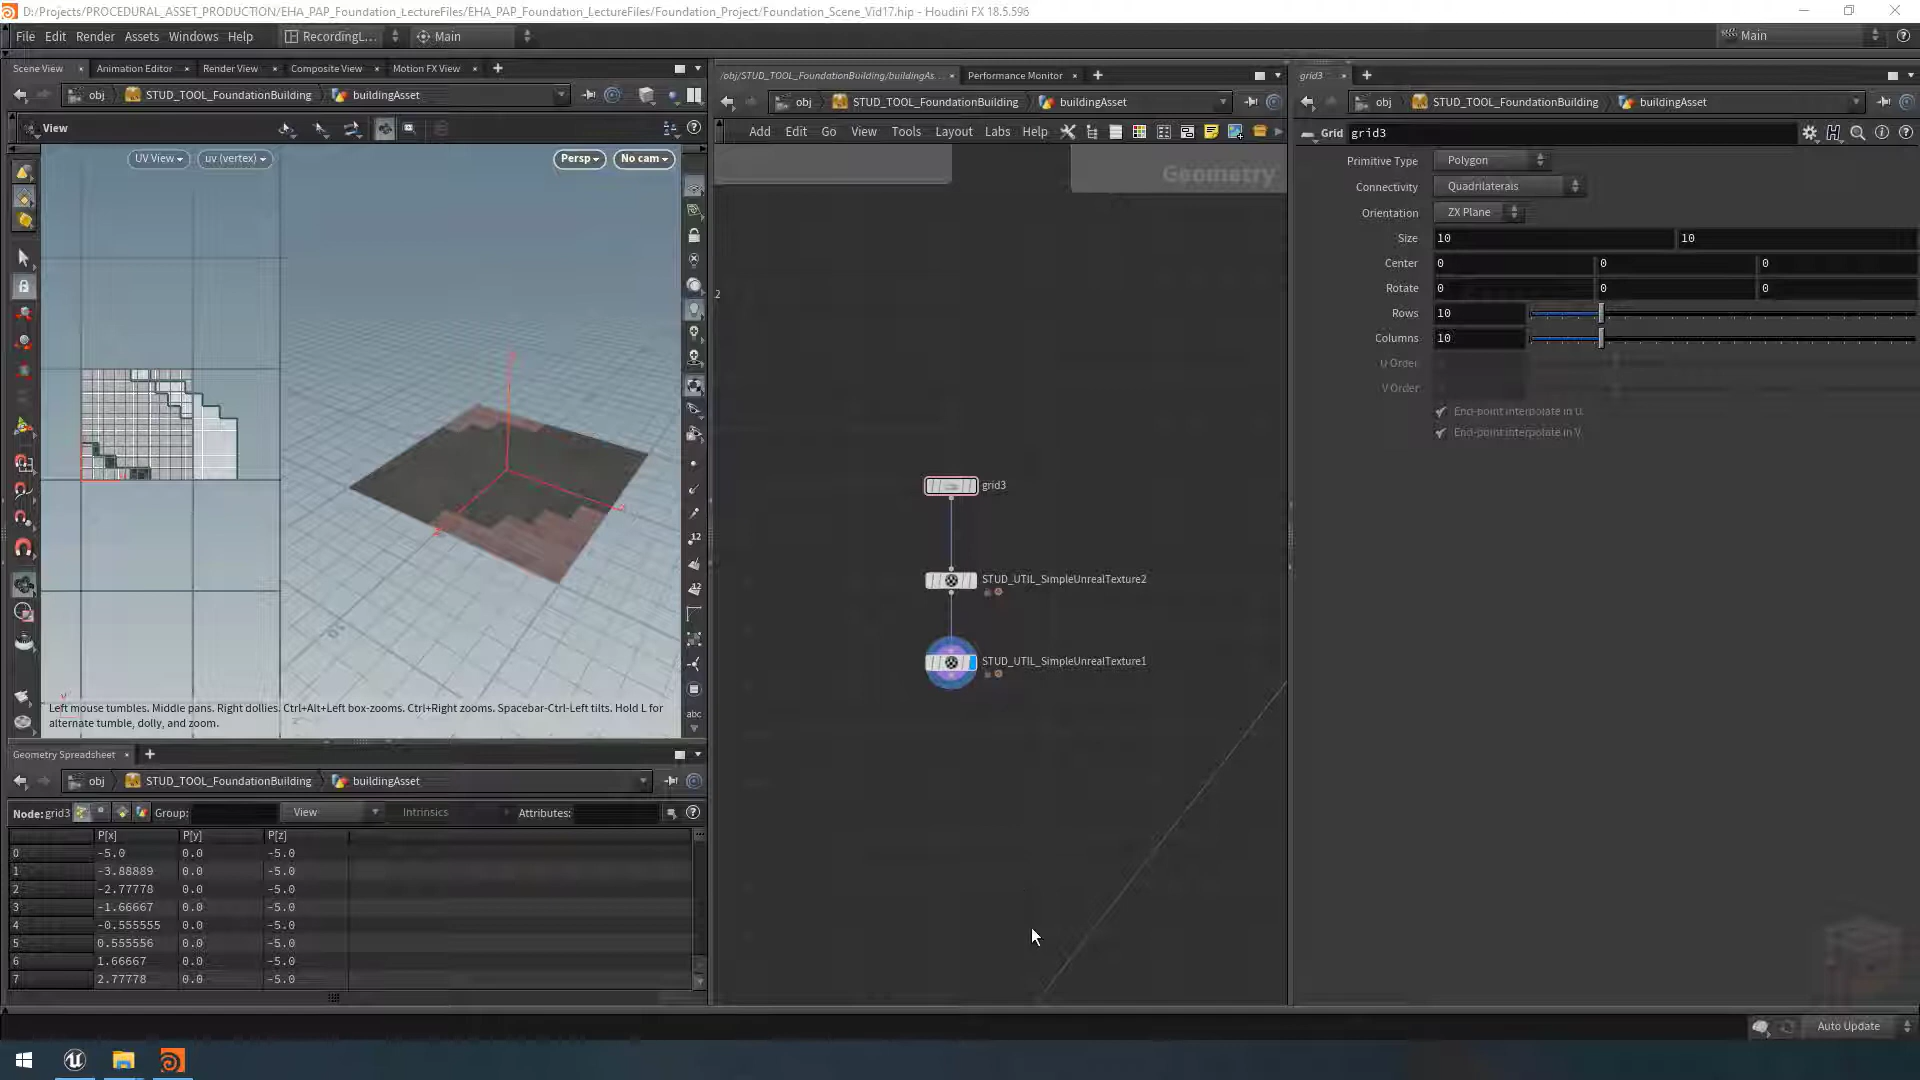 D:/Projects/PROCEDURAL_ASSET_PRODUCTION/EHA_PAP_Foundation_LectureFiles/EHA_PAP_Foundation_LectureFiles/Foundation_Project/Foundation_Scene_Vid17.hip - Houdini FX 18.5.596
File Edit Render Assets Windows Help RecordingL... Main Main
Scene View Animation Editor Render View Composite View Motion FX View
obj STUD_TOOL_FoundationBuilding buildingAsset
View
UV View uv (vertex) Persp No cam
Left mouse tumbles. Middle pans. Right dollies. Ctrl+Alt+Left box-zooms. Ctrl+Right zooms. Spacebar-Ctrl-Left tilts. Hold L for
alternate tumble, dolly, and zoom.
12
12
abc
Geometry Spreadsheet
obj STUD_TOOL_FoundationBuilding buildingAsset
Node: grid3 Group: View Intrinsics Attributes:
P[x] P[y] P[z]
0 -5.0 0.0 -5.0
1 -3.88889 0.0 -5.0
2 -2.77778 0.0 -5.0
3 -1.66667 0.0 -5.0
4 -0.555555 0.0 -5.0
5 0.555556 0.0 -5.0
6 1.66667 0.0 -5.0
7 2.77778 0.0 -5.0
/obj/STUD_TOOL_FoundationBuilding/buildingAs... Performance Monitor
obj STUD_TOOL_FoundationBuilding buildingAsset
Add Edit Go View Tools Layout Labs Help
Geometry
2
grid3
STUD_UTIL_SimpleUnrealTexture2
STUD_UTIL_SimpleUnrealTexture1
grid3
obj STUD_TOOL_FoundationBuilding buildingAsset
Grid grid3
Primitive Type Polygon
Connectivity Quadrilaterals
Orientation ZX Plane
Size 10 10
Center 0 0 0
Rotate 0 0 0
Rows 10
Columns 10
U Order
V Order
End-point interpolate in U
End-point interpolate in V
Auto Update